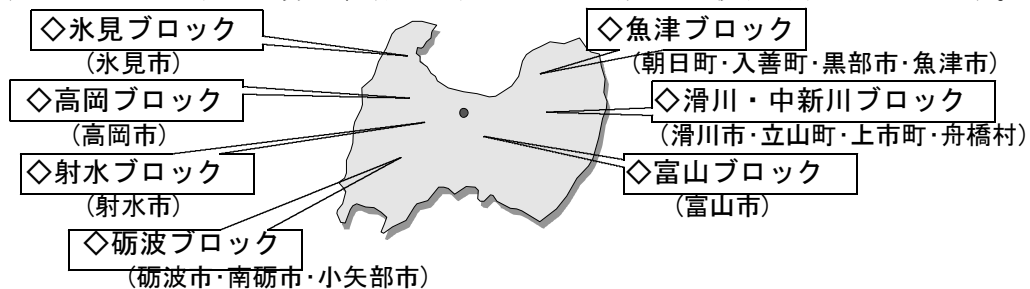 ◇氷見ブロック
(氷見市)
◇高岡ブロック
(高岡市)
◇射水ブロック
(射水市)
◇砺波ブロック
(砺波市・南砺市・小矢部市)
◇魚津ブロック
(朝日町・入善町・黒部市・魚津市)
◇滑川・中新川ブロック
(滑川市・立山町・上市町・舟橋村)
◇富山ブロック
(富山市)